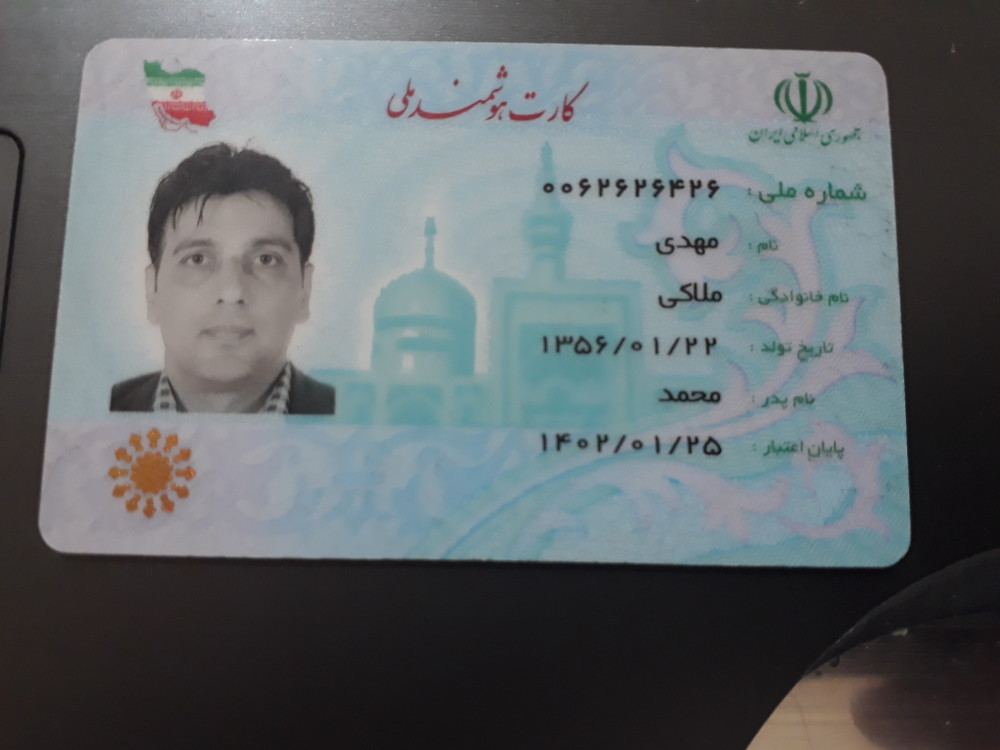 کارت هوشمند ملی
جمهوری اسلامی ایران
شماره ملی : ۰۰۶۲۶۲۶۴۲۶
نام : مهدی
نام خانوادگی : ملاکی
تاریخ تولد : ۱۳۵۶/۰۱/۲۲
نام پدر : محمد
پایان اعتبار : ۱۴۰۲/۰۱/۲۵